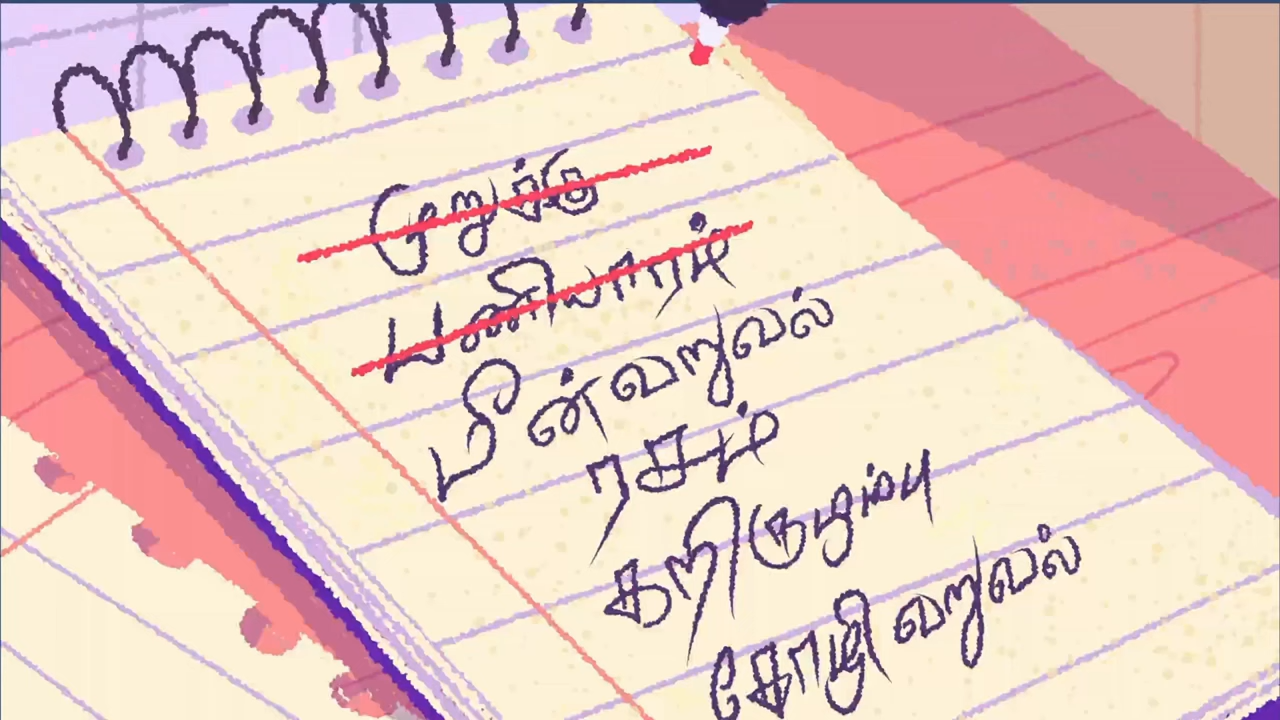 முறுக்கு
பணியாரம்
மீன் வறுவல்
ரசம்
கறி குழம்பு
கோழி வறுவல்